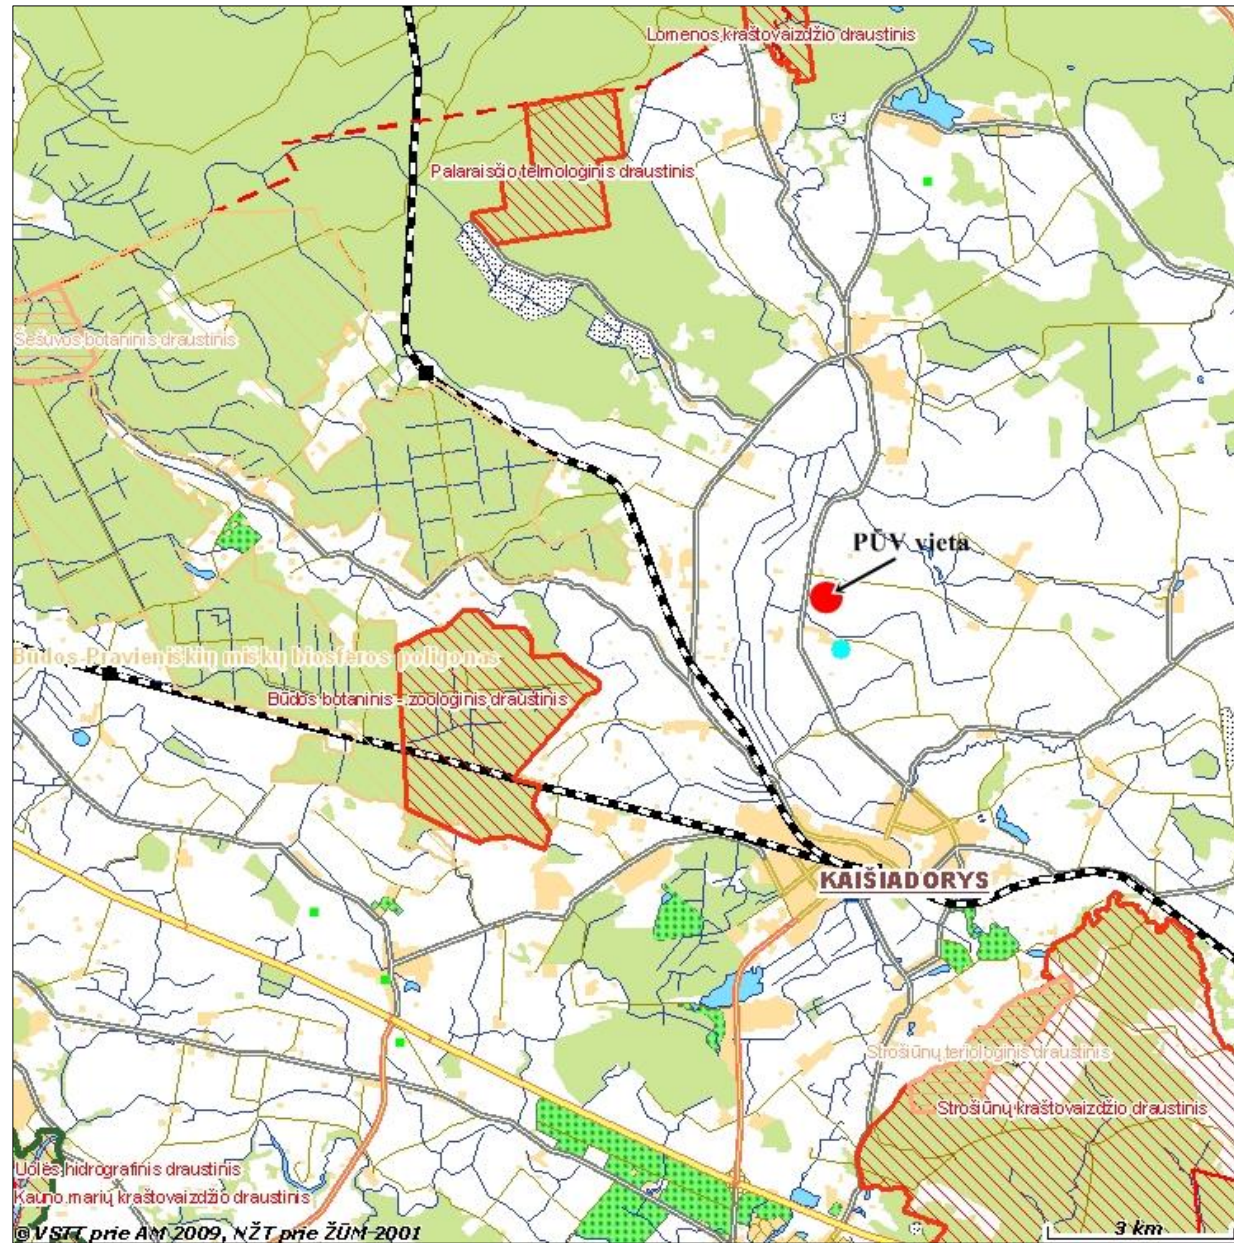 Lomenos kraštovaizdžio draustinis
Palaraisčio telmologinis draustinis
Šešuvos botaninis draustinis
PŪV vieta
Būdos-Pravieniškių miškų biosferos poligonas
Būdos botaninis - zoologinis draustinis
KAIŠIADORYS
Strošiūnų teriologinis draustinis
Strošiūnų kraštovaizdžio draustinis
Uolės hidrografinis draustinis
Kauno marių kraštovaizdžio draustinis
© VSTT prie AM 2009, NŽT prie ŽŪM-2001
3 km